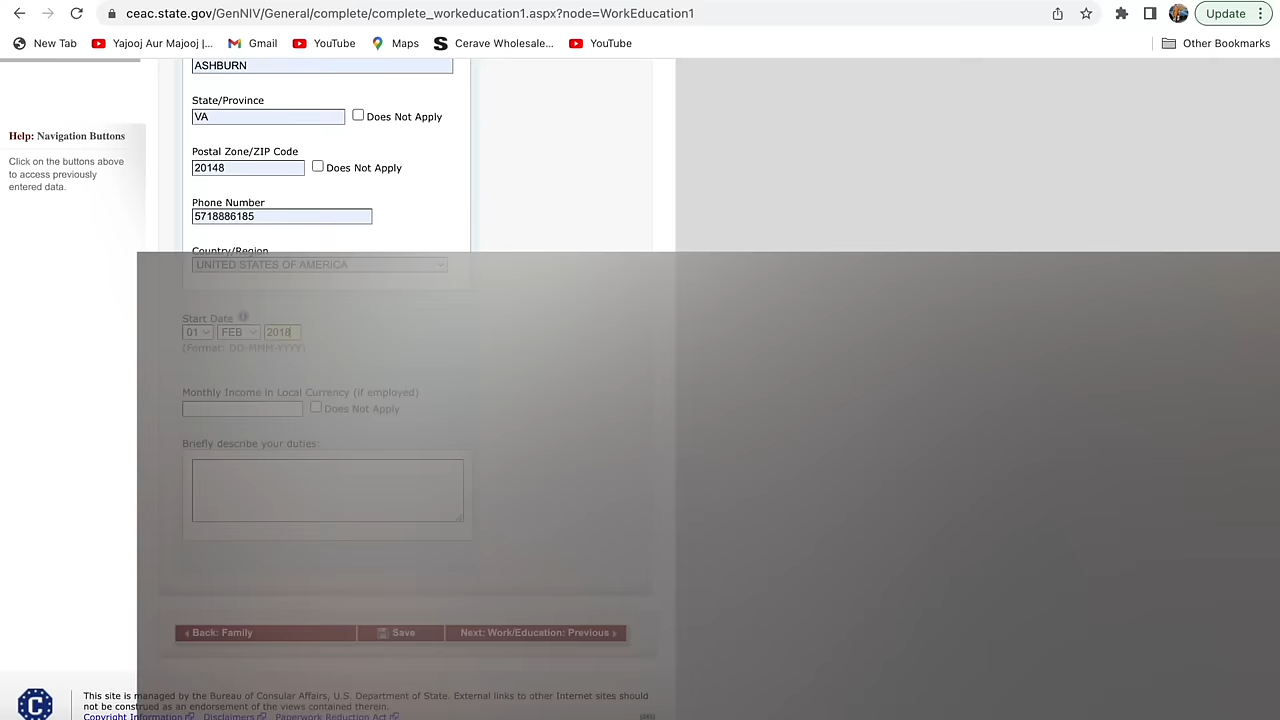 ceac.state.gov/GenNIV/General/complete/complete_workeducation1.aspx?node=WorkEducation1
Update
New Tab
Yajooj Aur Majooj |...
Gmail
YouTube
Maps
Cerave Wholesale...
YouTube
Other Bookmarks
ASHBURN
State/Province
VA
Does Not Apply
Help: Navigation Buttons
Click on the buttons above
to access previously
entered data.
Postal Zone/ZIP Code
20148
Does Not Apply
Phone Number
5718886185
Country/Region
UNITED STATES OF AMERICA
Start Date
01 FEB 2018
(Format: DD-MMM-YYYY)
Monthly Income in Local Currency (if employed)
Does Not Apply
Briefly describe your duties:
Back: Family
Save
Next: Work/Education: Previous
This site is managed by the Bureau of Consular Affairs, U.S. Department of State. External links to other Internet sites should
not be construed as an endorsement of the views contained therein.
Copyright Information Disclaimers Paperwork Reduction Act